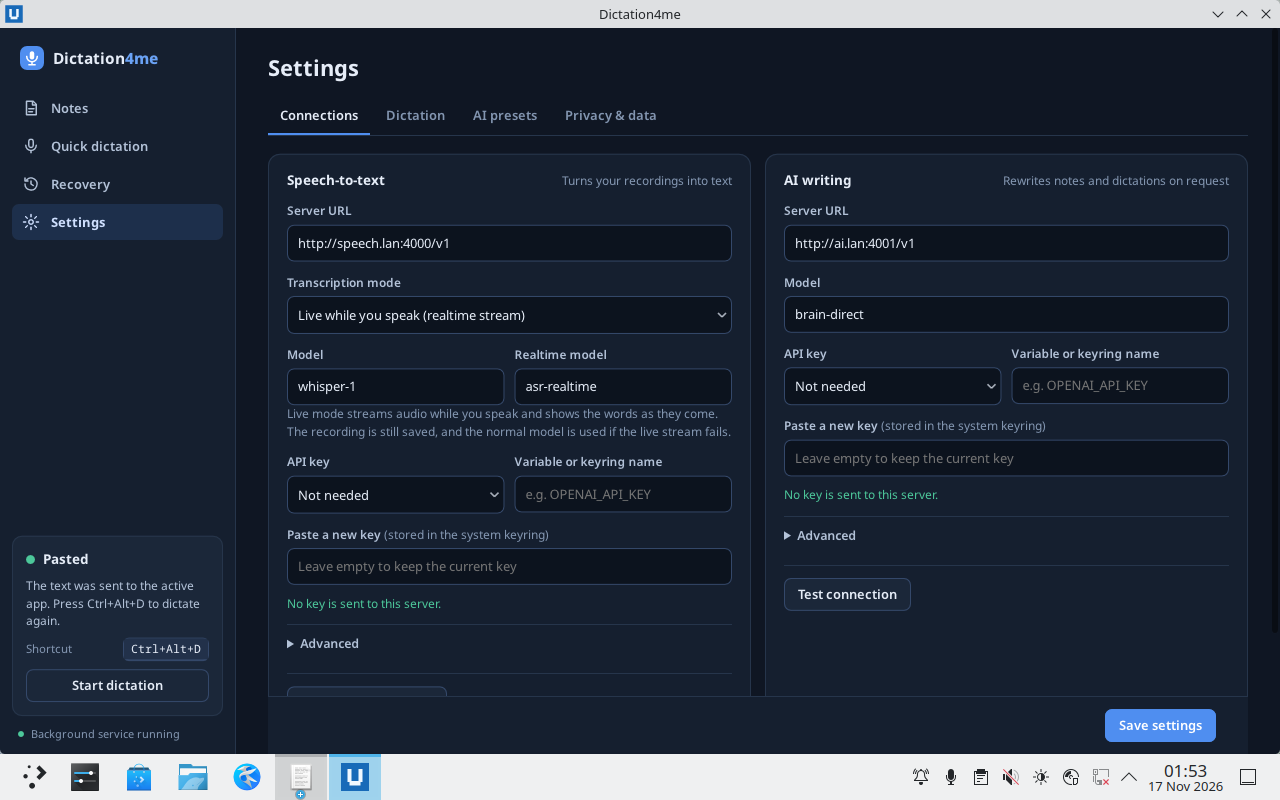 Dictation4me
Dictation4me
Notes
Quick dictation
Recovery
Settings
Pasted
The text was sent to the active
app. Press Ctrl+Alt+D to dictate
again.
Shortcut Ctrl+Alt+D
Start dictation
Background service running
Settings
Connections Dictation AI presets Privacy & data
Speech-to-text Turns your recordings into text
Server URL
http://speech.lan:4000/v1
Transcription mode
Live while you speak (realtime stream)
Model Realtime model
whisper-1 asr-realtime
Live mode streams audio while you speak and shows the words as they come.
The recording is still saved, and the normal model is used if the live stream fails.
API key Variable or keyring name
Not needed e.g. OPENAI_API_KEY
Paste a new key (stored in the system keyring)
Leave empty to keep the current key
No key is sent to this server.
Advanced
AI writing Rewrites notes and dictations on request
Server URL
http://ai.lan:4001/v1
Model
brain-direct
API key Variable or keyring name
Not needed e.g. OPENAI_API_KEY
Paste a new key (stored in the system keyring)
Leave empty to keep the current key
No key is sent to this server.
Advanced
Test connection
Save settings
01:53
17 Nov 2026